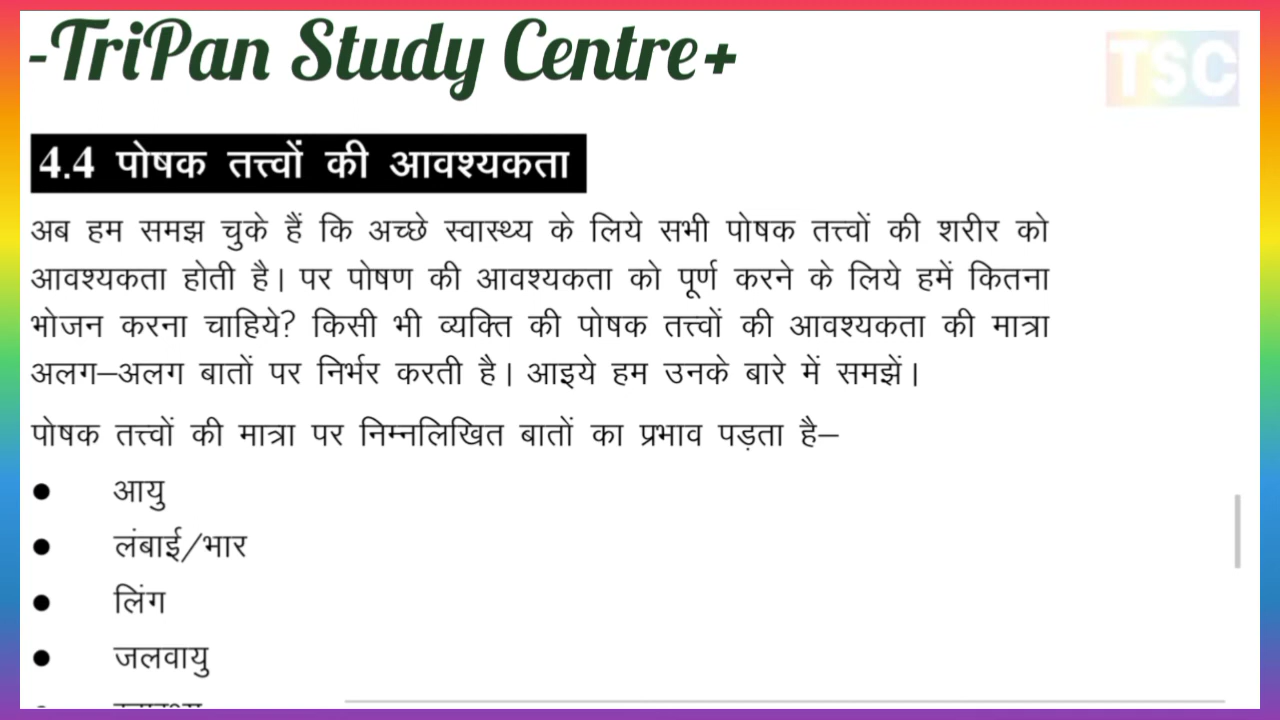 -TriPan Study Centre+
TSC
4.4 पोषक तत्त्वों की आवश्यकता
अब हम समझ चुके हैं कि अच्छे स्वास्थ्य के लिये सभी पोषक तत्त्वों की शरीर को
आवश्यकता होती है। पर पोषण की आवश्यकता को पूर्ण करने के लिये हमें कितना
भोजन करना चाहिये? किसी भी व्यक्ति की पोषक तत्त्वों की आवश्यकता की मात्रा
अलग–अलग बातों पर निर्भर करती है। आइये हम उनके बारे में समझें।
पोषक तत्त्वों की मात्रा पर निम्नलिखित बातों का प्रभाव पड़ता है–
● आयु
● लंबाई/भार
● लिंग
● जलवायु